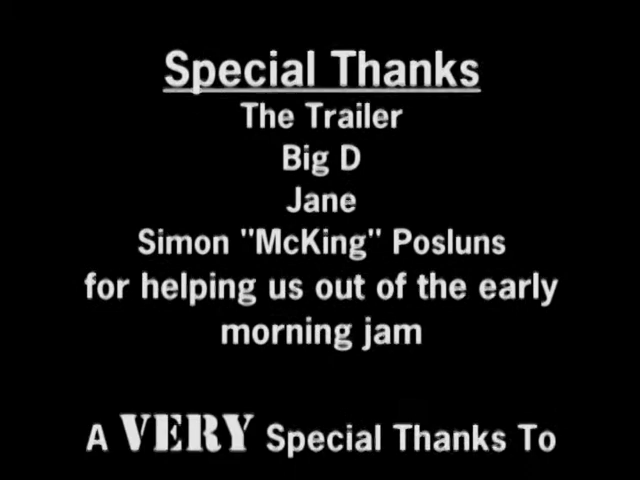 Special Thanks
The Trailer
Big D
Jane
Simon "McKing" Posluns
for helping us out of the early
morning jam
A VERY Special Thanks To